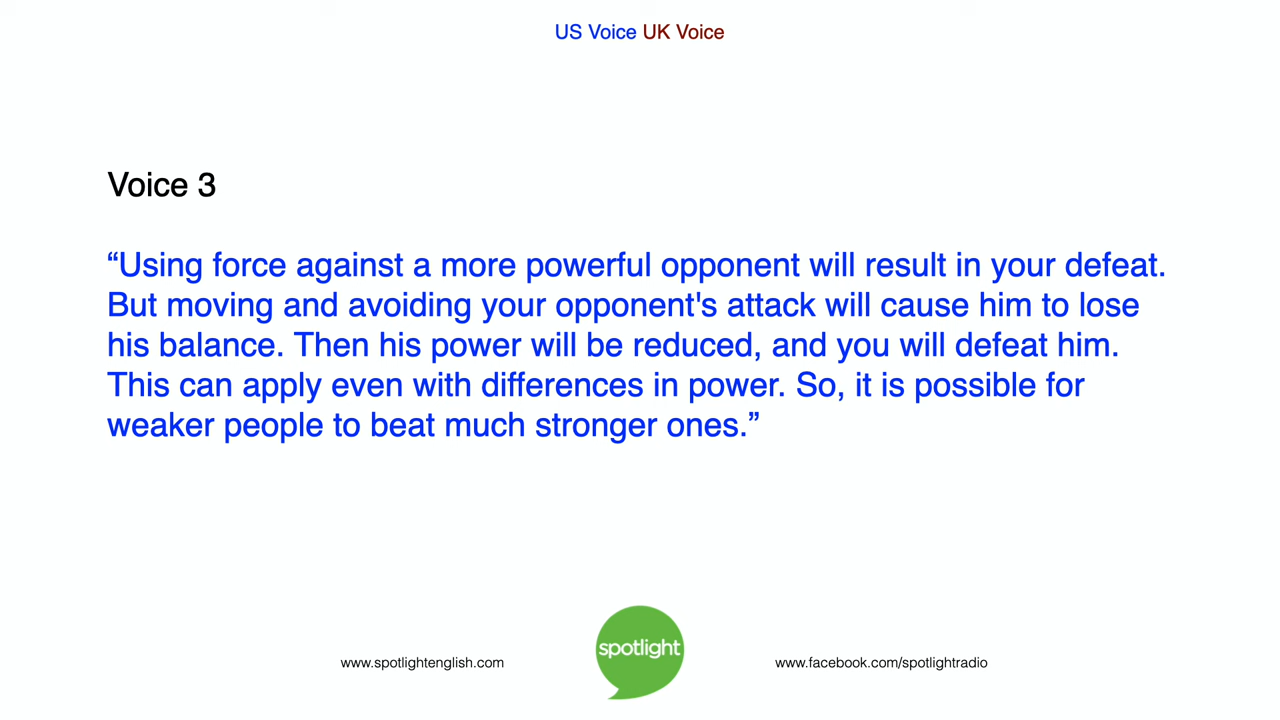 US Voice UK Voice
Voice 3
“Using force against a more powerful opponent will result in your defeat.
But moving and avoiding your opponent's attack will cause him to lose
his balance. Then his power will be reduced, and you will defeat him.
This can apply even with differences in power. So, it is possible for
weaker people to beat much stronger ones.”
www.spotlightenglish.com
spotlight
www.facebook.com/spotlightradio